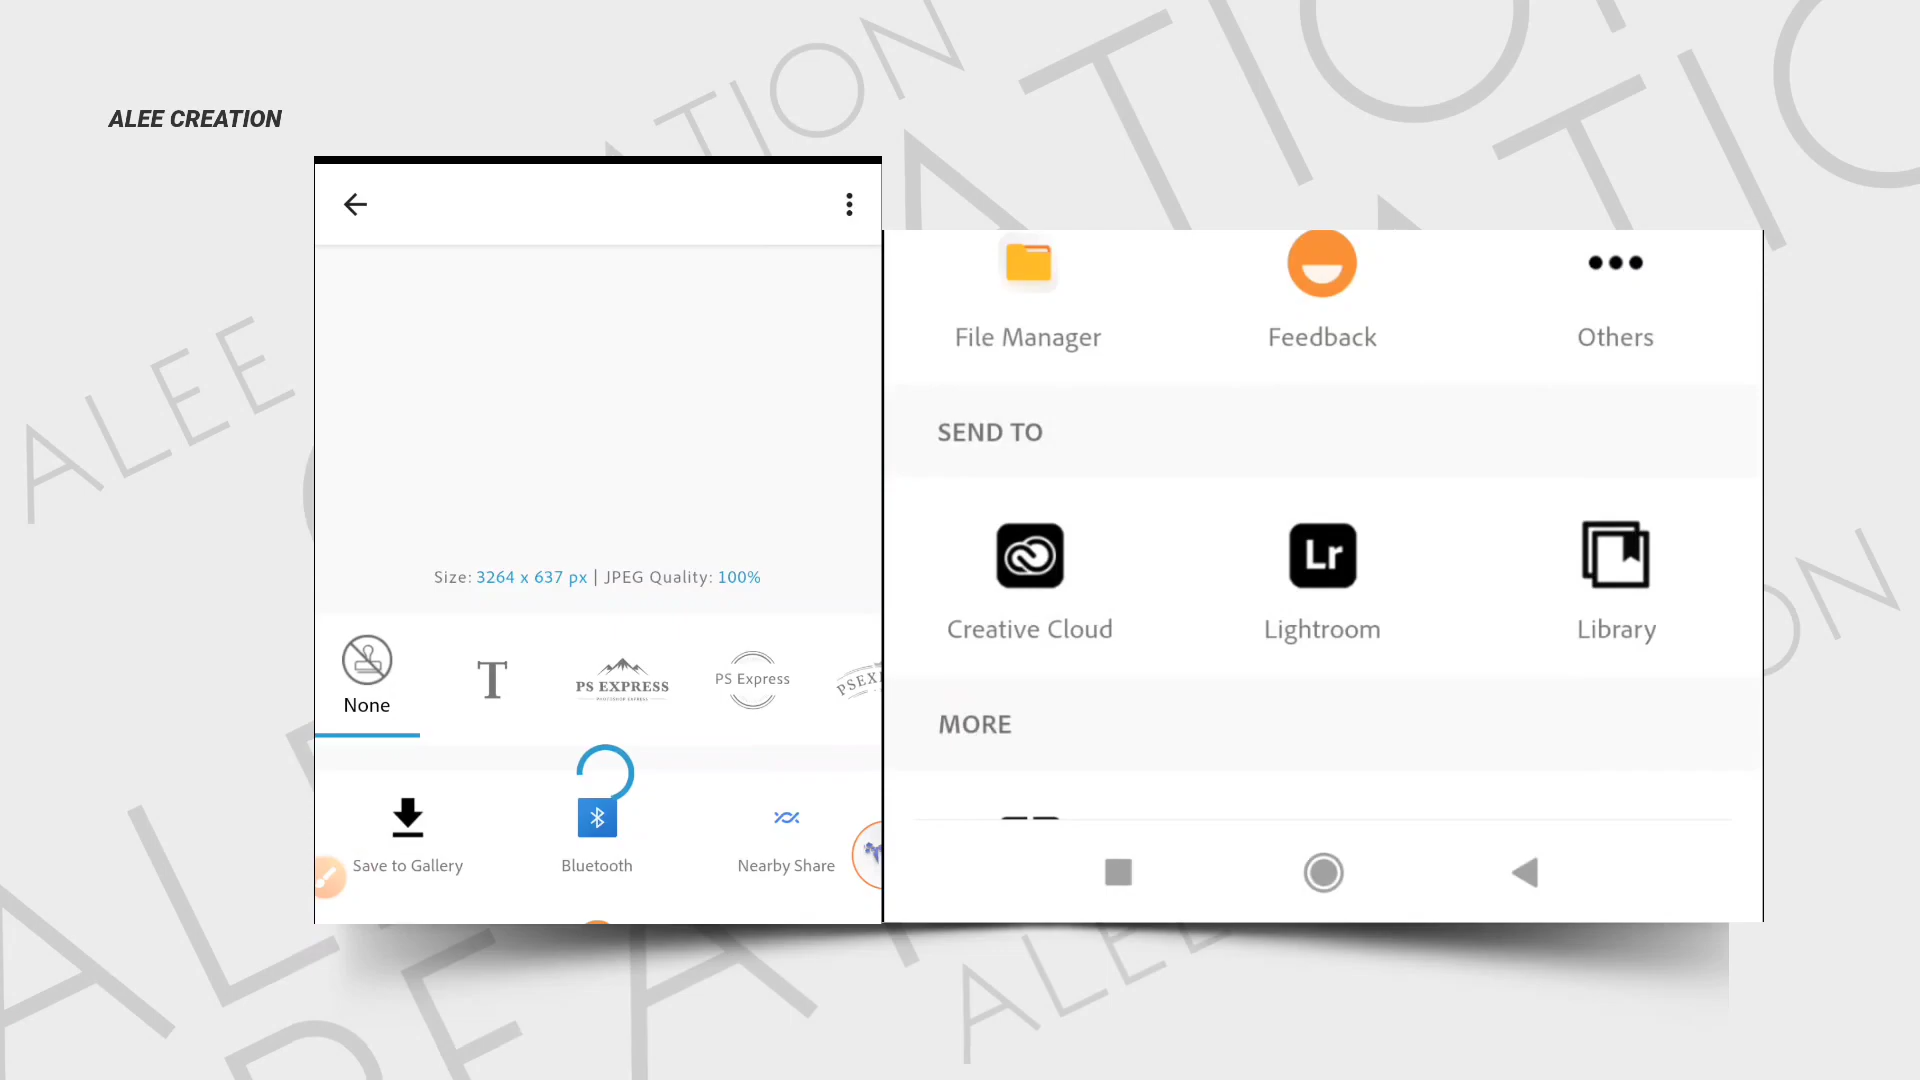 ALEE CREATION
Size: 3264 x 637 px | JPEG Quality: 100%
None
T
PS EXPRESS
PS Express
Save to Gallery
Bluetooth
Nearby Share
File Manager
Feedback
Others
SEND TO
Lr
Creative Cloud
Lightroom
Library
MORE